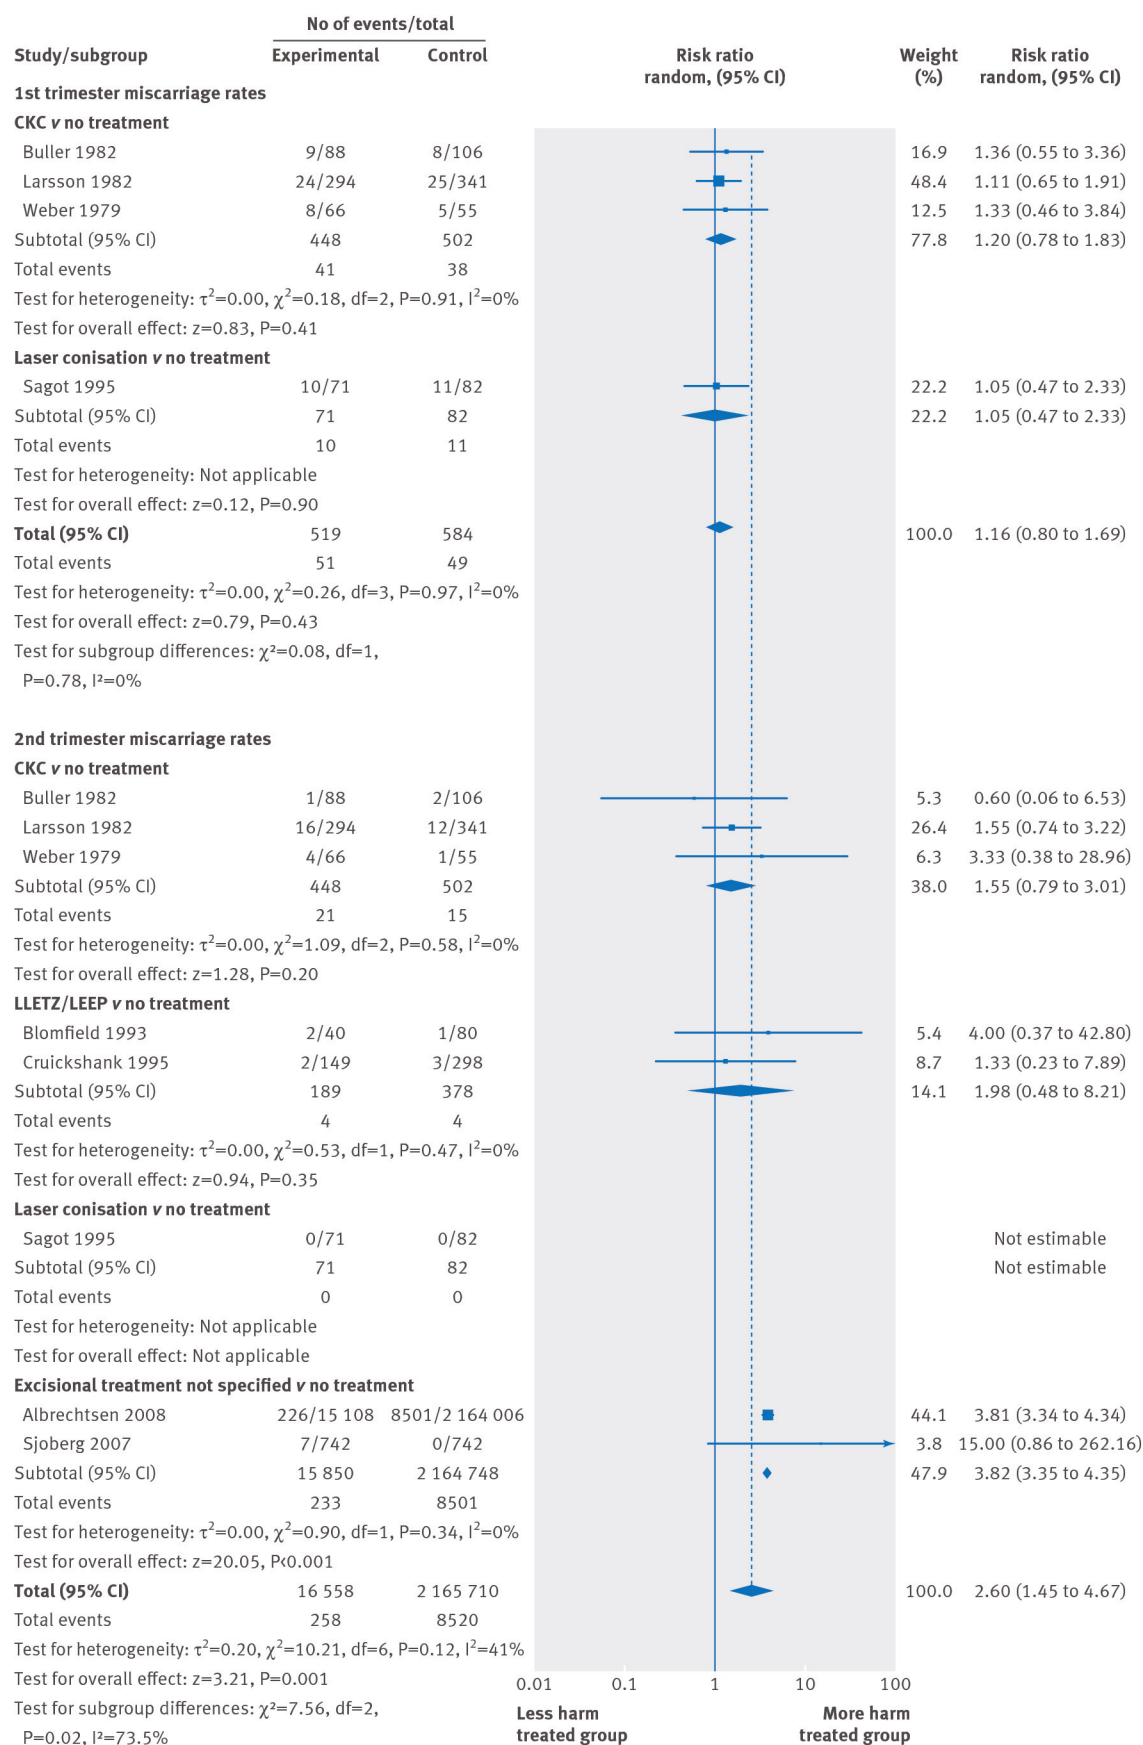 No of events/total
Study/subgroup Experimental Control Risk ratio random, (95% CI) Weight (%) Risk ratio random, (95% CI)
1st trimester miscarriage rates
CKC v no treatment
Buller 1982 9/88 8/106 16.9 1.36 (0.55 to 3.36)
Larsson 1982 24/294 25/341 48.4 1.11 (0.65 to 1.91)
Weber 1979 8/66 5/55 12.5 1.33 (0.46 to 3.84)
Subtotal (95% CI) 448 502 77.8 1.20 (0.78 to 1.83)
Total events 41 38
Test for heterogeneity: τ²=0.00, χ²=0.18, df=2, P=0.91, I²=0%
Test for overall effect: z=0.83, P=0.41
Laser conisation v no treatment
Sagot 1995 10/71 11/82 22.2 1.05 (0.47 to 2.33)
Subtotal (95% CI) 71 82 22.2 1.05 (0.47 to 2.33)
Total events 10 11
Test for heterogeneity: Not applicable
Test for overall effect: z=0.12, P=0.90
Total (95% CI) 519 584 100.0 1.16 (0.80 to 1.69)
Total events 51 49
Test for heterogeneity: τ²=0.00, χ²=0.26, df=3, P=0.97, I²=0%
Test for overall effect: z=0.79, P=0.43
Test for subgroup differences: χ²=0.08, df=1,
P=0.78, I²=0%
2nd trimester miscarriage rates
CKC v no treatment
Buller 1982 1/88 2/106 5.3 0.60 (0.06 to 6.53)
Larsson 1982 16/294 12/341 26.4 1.55 (0.74 to 3.22)
Weber 1979 4/66 1/55 6.3 3.33 (0.38 to 28.96)
Subtotal (95% CI) 448 502 38.0 1.55 (0.79 to 3.01)
Total events 21 15
Test for heterogeneity: τ²=0.00, χ²=1.09, df=2, P=0.58, I²=0%
Test for overall effect: z=1.28, P=0.20
LLETZ/LEEP v no treatment
Blomfield 1993 2/40 1/80 5.4 4.00 (0.37 to 42.80)
Cruickshank 1995 2/149 3/298 8.7 1.33 (0.23 to 7.89)
Subtotal (95% CI) 189 378 14.1 1.98 (0.48 to 8.21)
Total events 4 4
Test for heterogeneity: τ²=0.00, χ²=0.53, df=1, P=0.47, I²=0%
Test for overall effect: z=0.94, P=0.35
Laser conisation v no treatment
Sagot 1995 0/71 0/82 Not estimable
Subtotal (95% CI) 71 82 Not estimable
Total events 0 0
Test for heterogeneity: Not applicable
Test for overall effect: Not applicable
Excisional treatment not specified v no treatment
Albrechtsen 2008 226/15 108 8501/2 164 006 44.1 3.81 (3.34 to 4.34)
Sjoberg 2007 7/742 0/742 3.8 15.00 (0.86 to 262.16)
Subtotal (95% CI) 15 850 2 164 748 47.9 3.82 (3.35 to 4.35)
Total events 233 8501
Test for heterogeneity: τ²=0.00, χ²=0.90, df=1, P=0.34, I²=0%
Test for overall effect: z=20.05, P<0.001
Total (95% CI) 16 558 2 165 710 100.0 2.60 (1.45 to 4.67)
Total events 258 8520
Test for heterogeneity: τ²=0.20, χ²=10.21, df=6, P=0.12, I²=41%
Test for overall effect: z=3.21, P=0.001
Test for subgroup differences: χ²=7.56, df=2,
P=0.02, I²=73.5%
0.01 0.1 1 10 100
Less harm More harm
treated group treated group